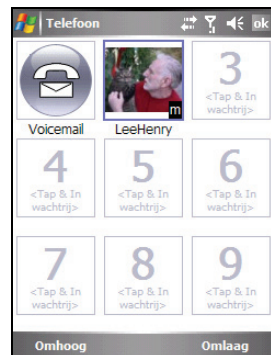 Telefoon ok
3
<Tap & In
wachtrij>
Voicemail LeeHenry
m
4 5 6
<Tap & In <Tap & In <Tap & In
wachtrij> wachtrij> wachtrij>
7 8 9
<Tap & In <Tap & In <Tap & In
wachtrij> wachtrij> wachtrij>
Omhoog Omlaag